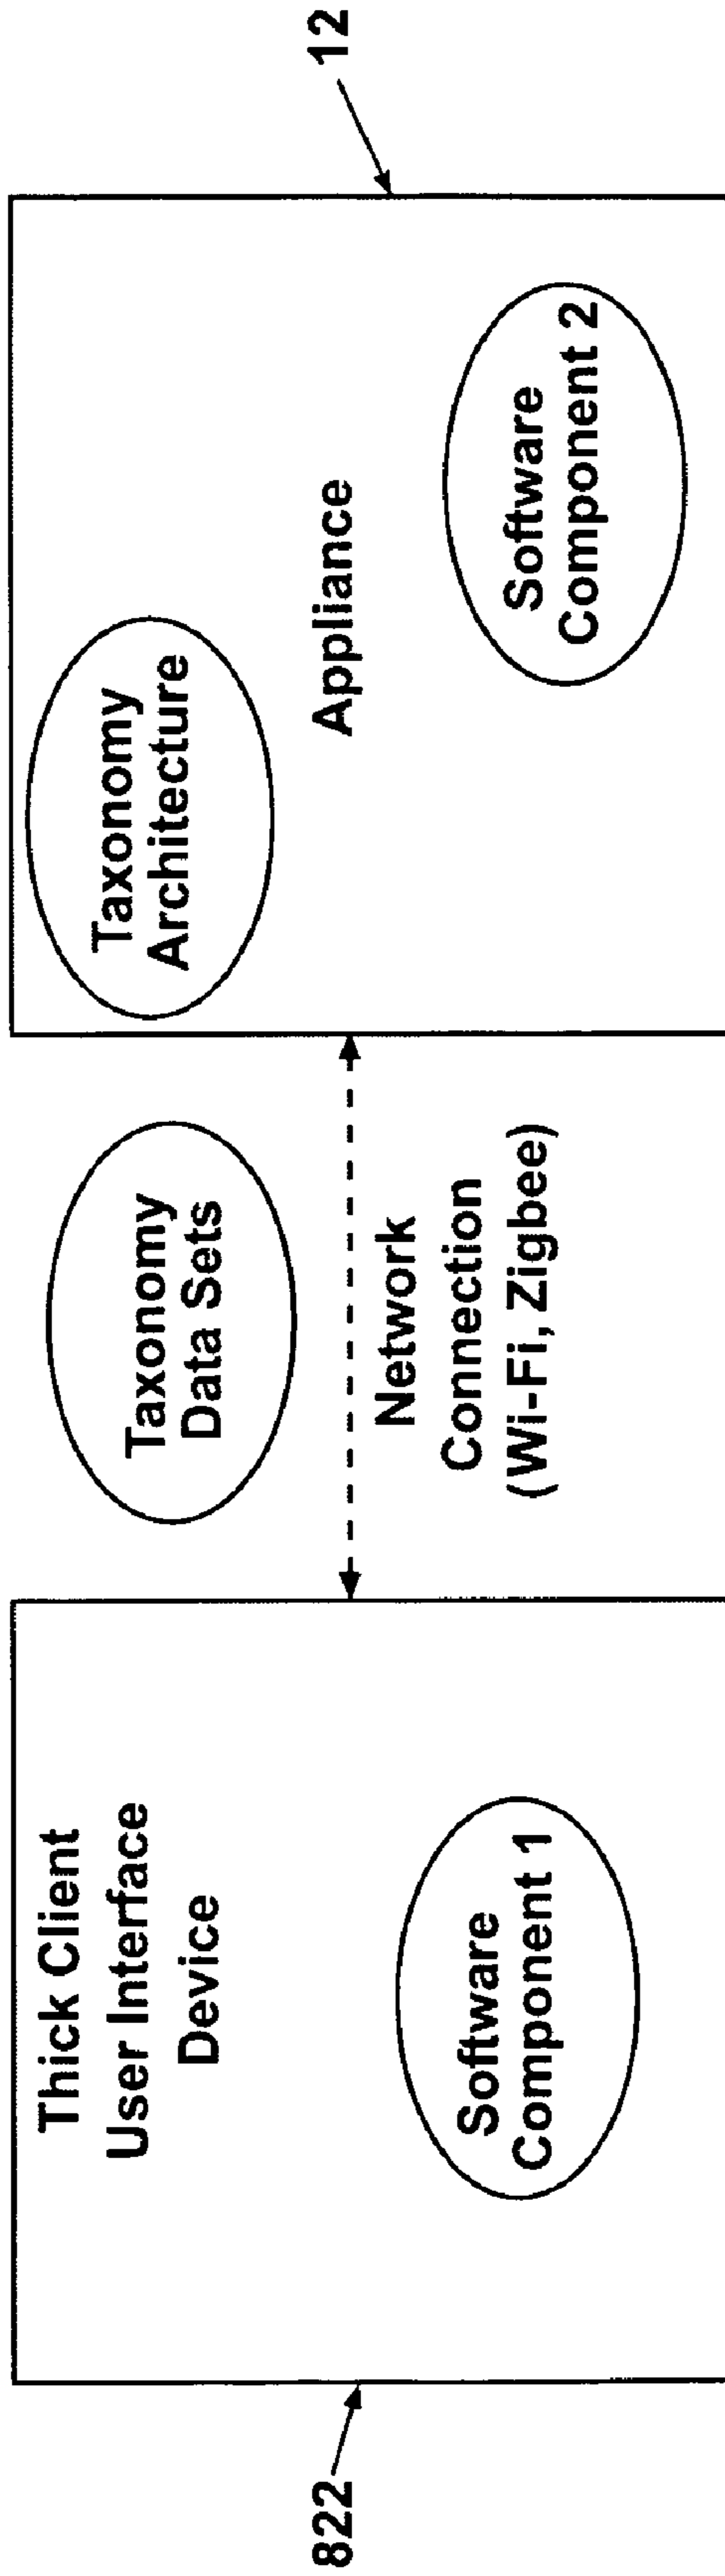 822
Thick Client
User Interface
Device
Software
Component 1
Taxonomy
Data Sets
Network
Connection
(Wi-Fi, Zigbee)
Taxonomy
Architecture
Appliance
Software
Component 2
12